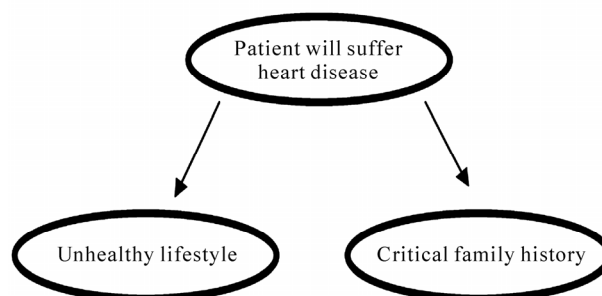 Patient will suffer
heart disease
Unhealthy lifestyle
Critical family history